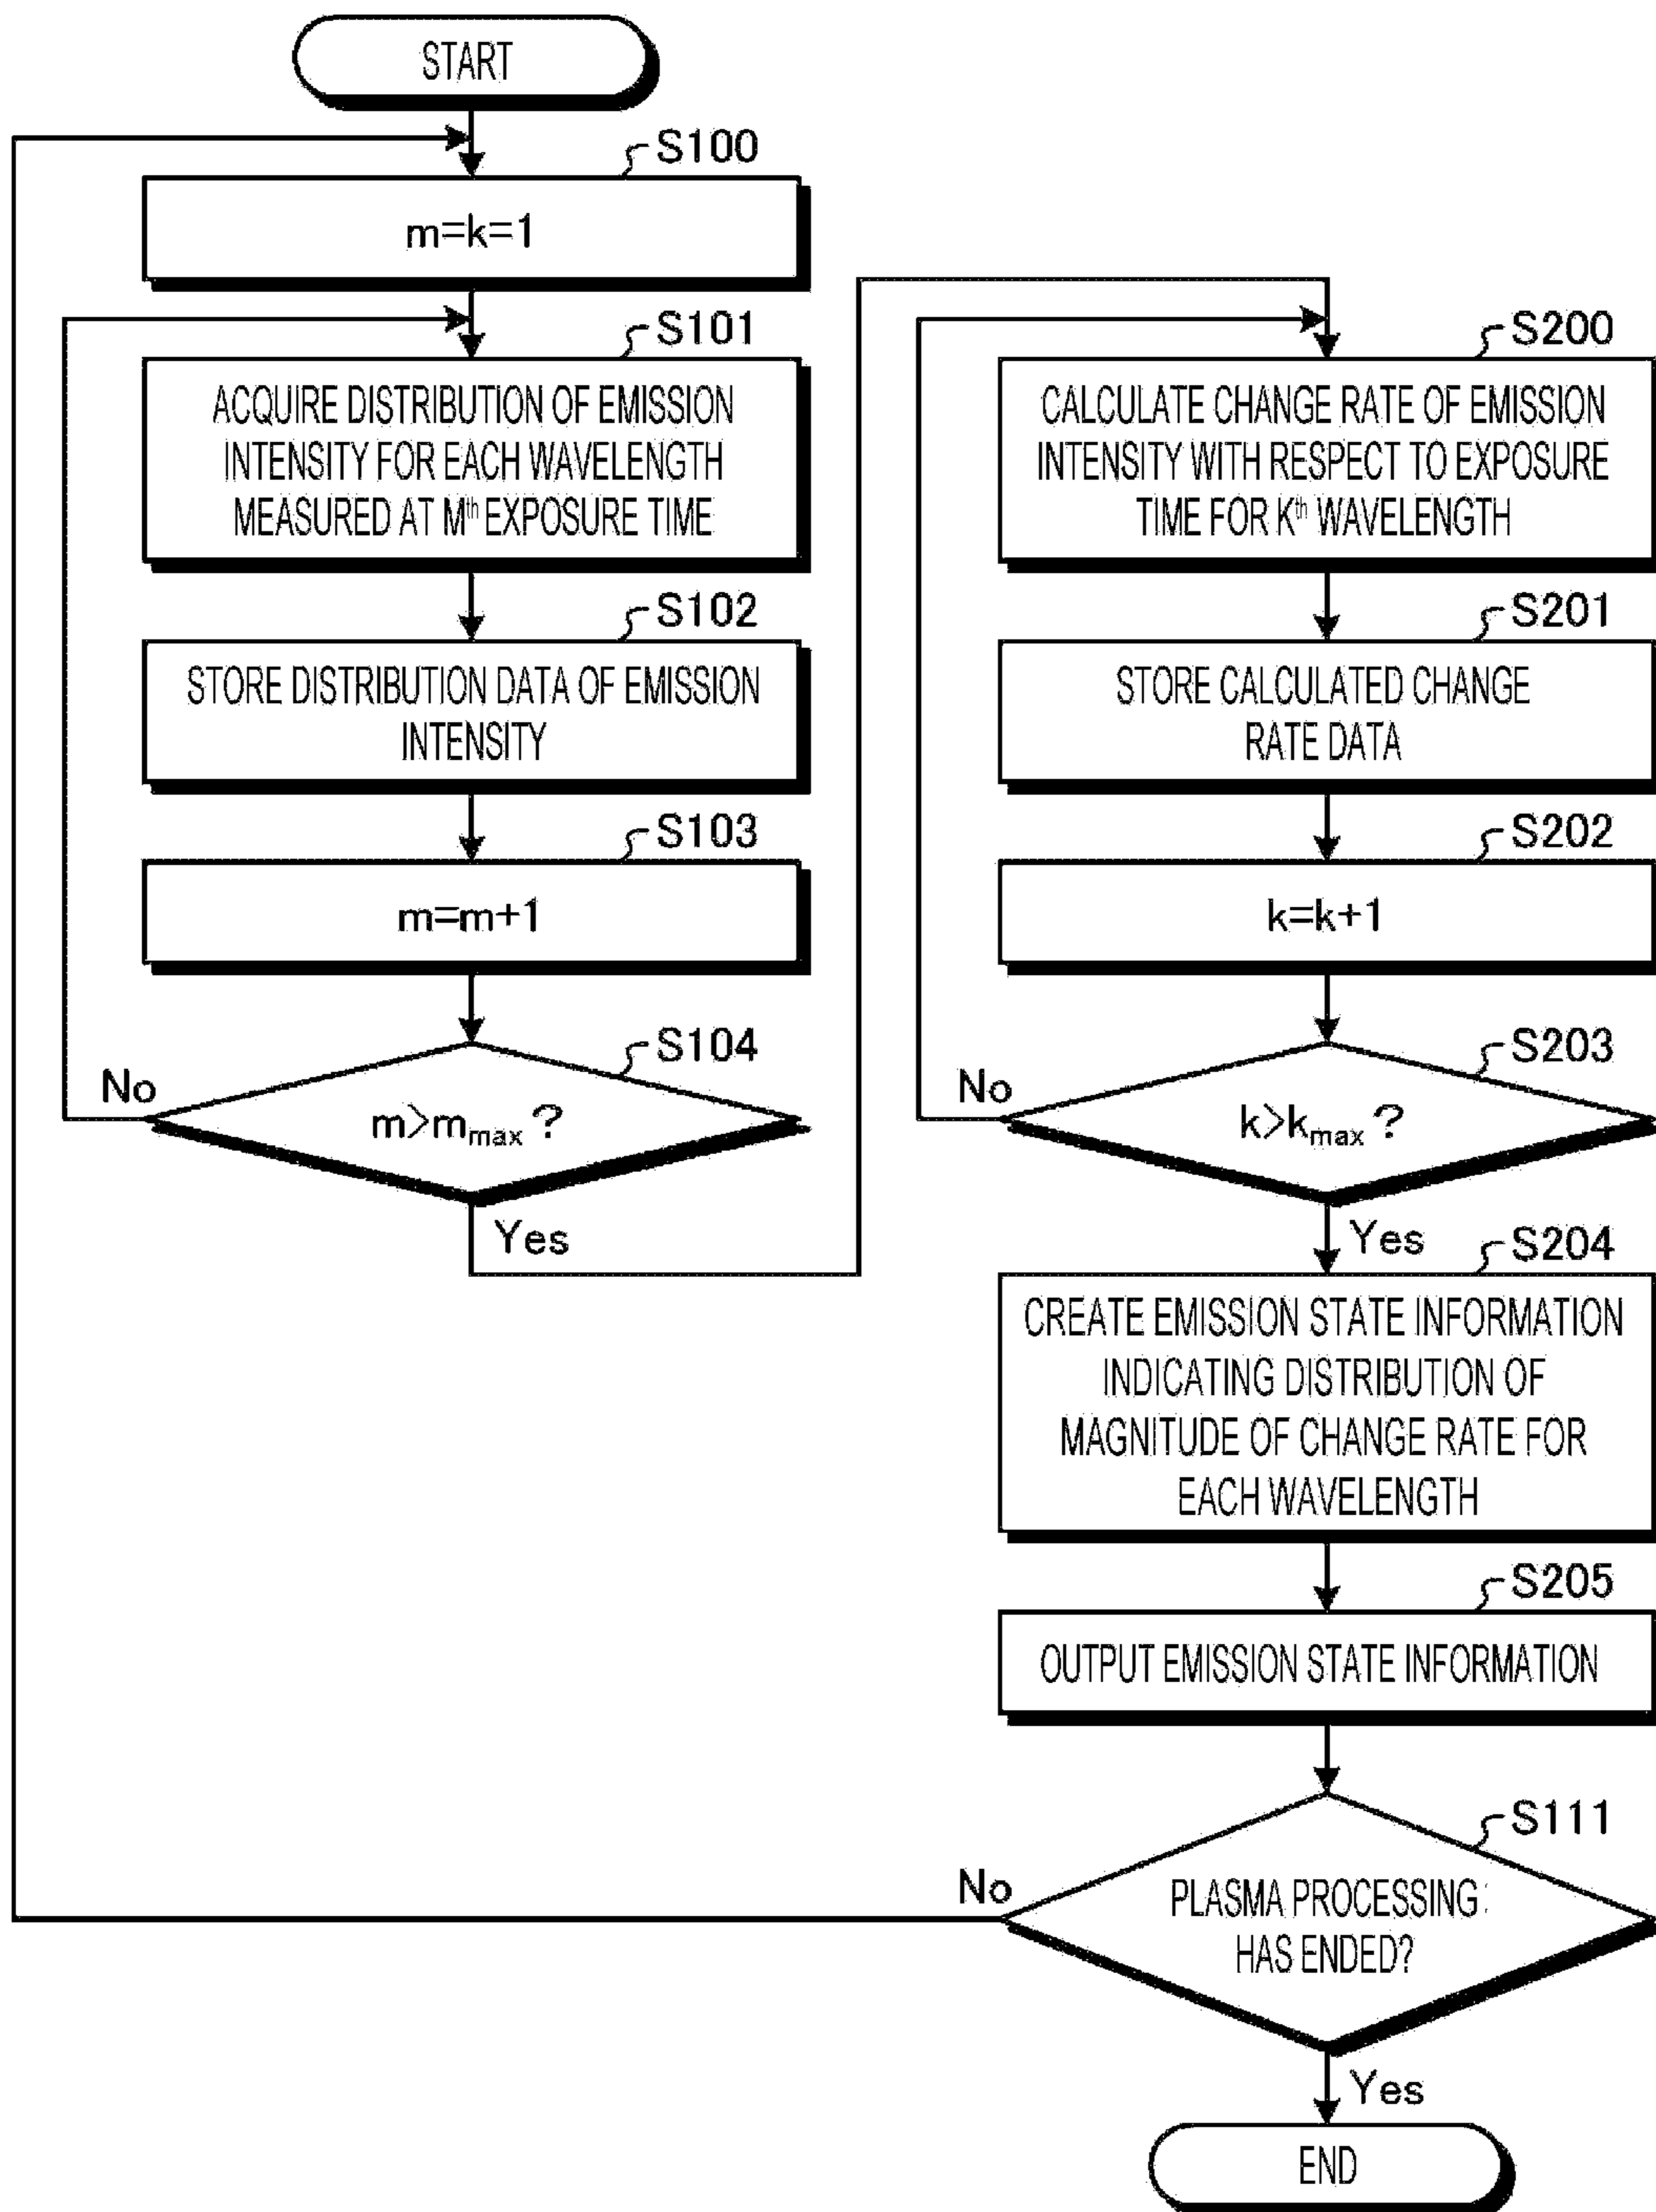 START
S100
m=k=1
S101
ACQUIRE DISTRIBUTION OF EMISSION
INTENSITY FOR EACH WAVELENGTH
MEASURED AT Mth EXPOSURE TIME
S102
STORE DISTRIBUTION DATA OF EMISSION
INTENSITY
S103
m=m+1
S104
m>mmax ?
No
Yes
S200
CALCULATE CHANGE RATE OF EMISSION
INTENSITY WITH RESPECT TO EXPOSURE
TIME FOR Kth WAVELENGTH
S201
STORE CALCULATED CHANGE
RATE DATA
S202
k=k+1
S203
k>kmax ?
No
Yes
S204
CREATE EMISSION STATE INFORMATION
INDICATING DISTRIBUTION OF
MAGNITUDE OF CHANGE RATE FOR
EACH WAVELENGTH
S205
OUTPUT EMISSION STATE INFORMATION
S111
PLASMA PROCESSING
HAS ENDED?
No
Yes
END